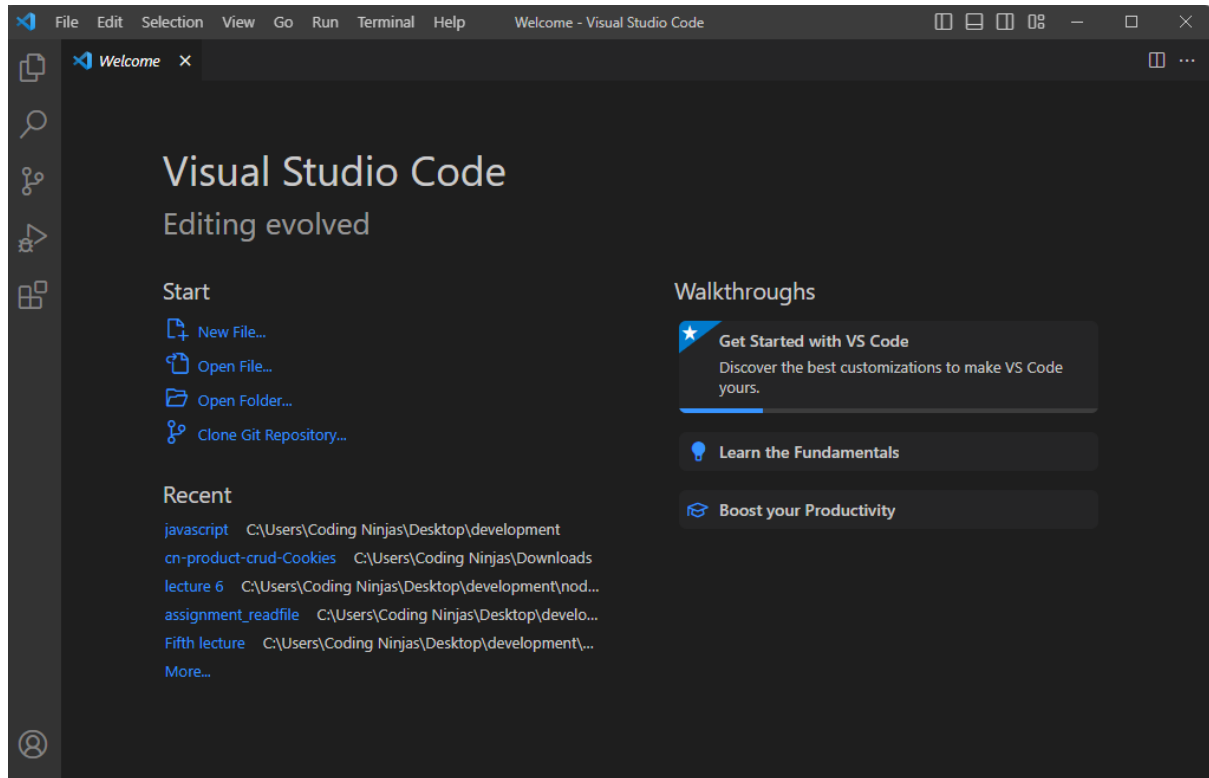 File Edit Selection View Go Run Terminal Help Welcome - Visual Studio Code
Welcome
Visual Studio Code
Editing evolved
Start
New File...
Open File...
Open Folder...
Clone Git Repository...
Recent
javascript C:\Users\Coding Ninjas\Desktop\development
cn-product-crud-Cookies C:\Users\Coding Ninjas\Downloads
lecture 6 C:\Users\Coding Ninjas\Desktop\development\nod...
assignment_readfile C:\Users\Coding Ninjas\Desktop\develo...
Fifth lecture C:\Users\Coding Ninjas\Desktop\development\...
More...
Walkthroughs
Get Started with VS Code
Discover the best customizations to make VS Code
yours.
Learn the Fundamentals
Boost your Productivity